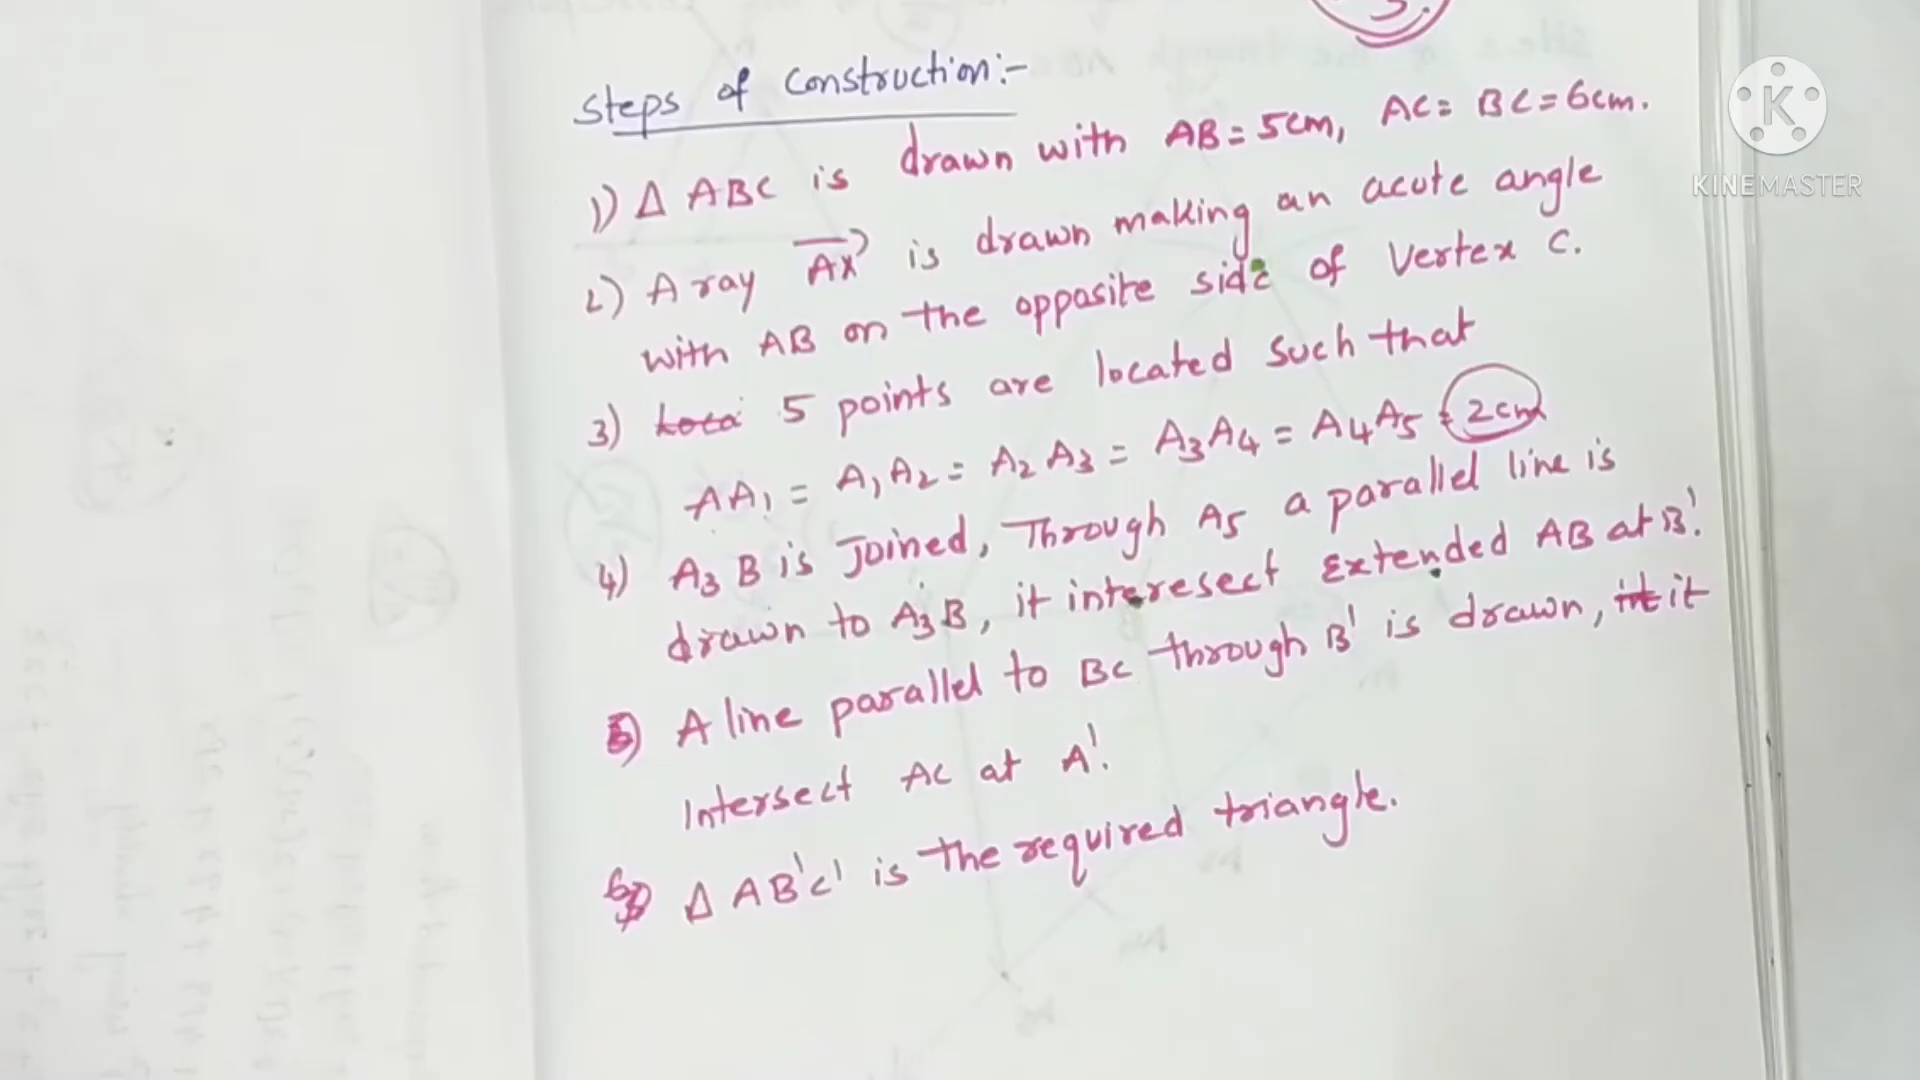 Steps of Construction:-
1) Δ ABC is drawn with AB = 5cm, AC = BC = 6cm.
2) A ray AX is drawn making an acute angle
with AB on the opposite side of Vertex C.
3) Loca 5 points are located such that
AA₁ = A₁A₂ = A₂A₃ = A₃A₄ = A₄A₅ = 2cm
4) A₃B is joined, Through A₅ a parallel line is
drawn to A₃B, it interesect Extended AB at B'.
5) A line parallel to BC through B' is drawn, it it
Intersect AC at A'.
6) Δ AB'C' is the required triangle.
K
KINEMASTER